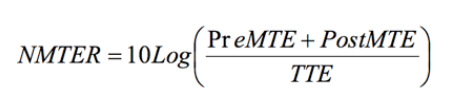 NMTER = 10Log( (PreMTE + PostMTE) / TTE )